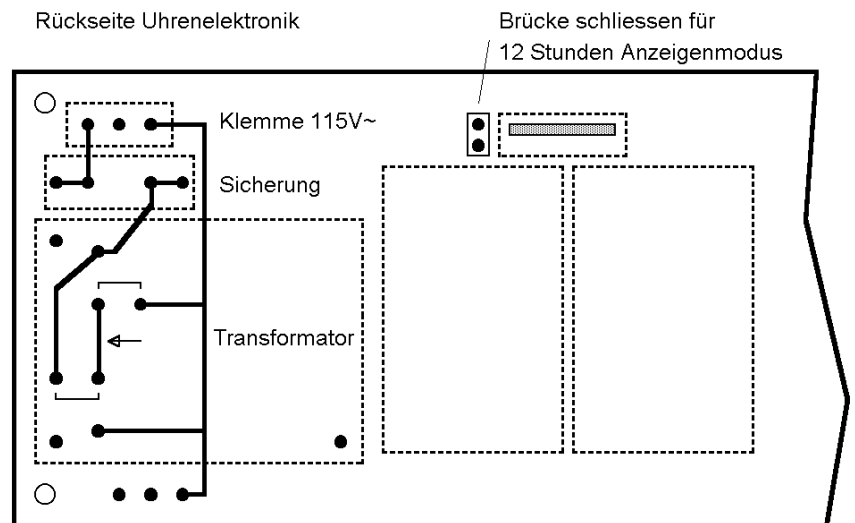 Rückseite Uhrenelektronik
Brücke schliessen für
12 Stunden Anzeigenmodus
Klemme 115V~
Sicherung
Transformator